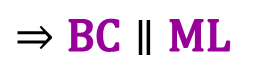 ⇒ BC ∥ ML